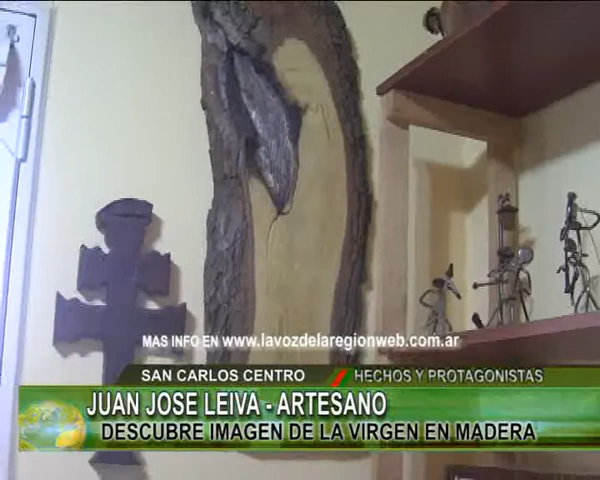 MAS INFO EN www.lavozdelaregionweb.com.ar
SAN CARLOS CENTRO / HECHOS Y PROTAGONISTAS
JUAN JOSE LEIVA - ARTESANO
DESCUBRE IMAGEN DE LA VIRGEN EN MADERA